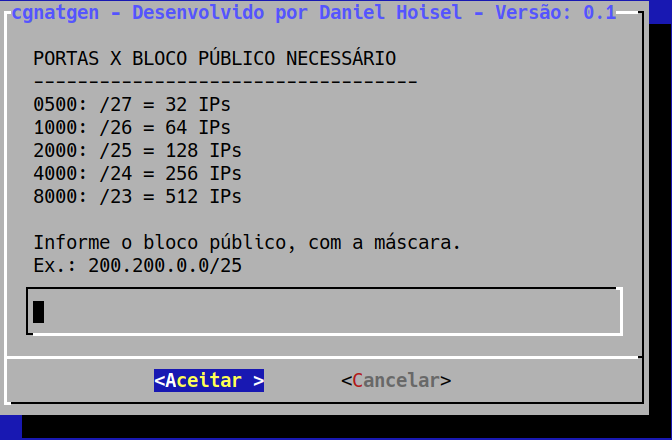 cgnatgen - Desenvolvido por Daniel Hoisel - Versão: 0.1
PORTAS X BLOCO PÚBLICO NECESSÁRIO
-----------------------------------
0500: /27 = 32 IPs
1000: /26 = 64 IPs
2000: /25 = 128 IPs
4000: /24 = 256 IPs
8000: /23 = 512 IPs
Informe o bloco público, com a máscara.
Ex.: 200.200.0.0/25
<Aceitar > <Cancelar>